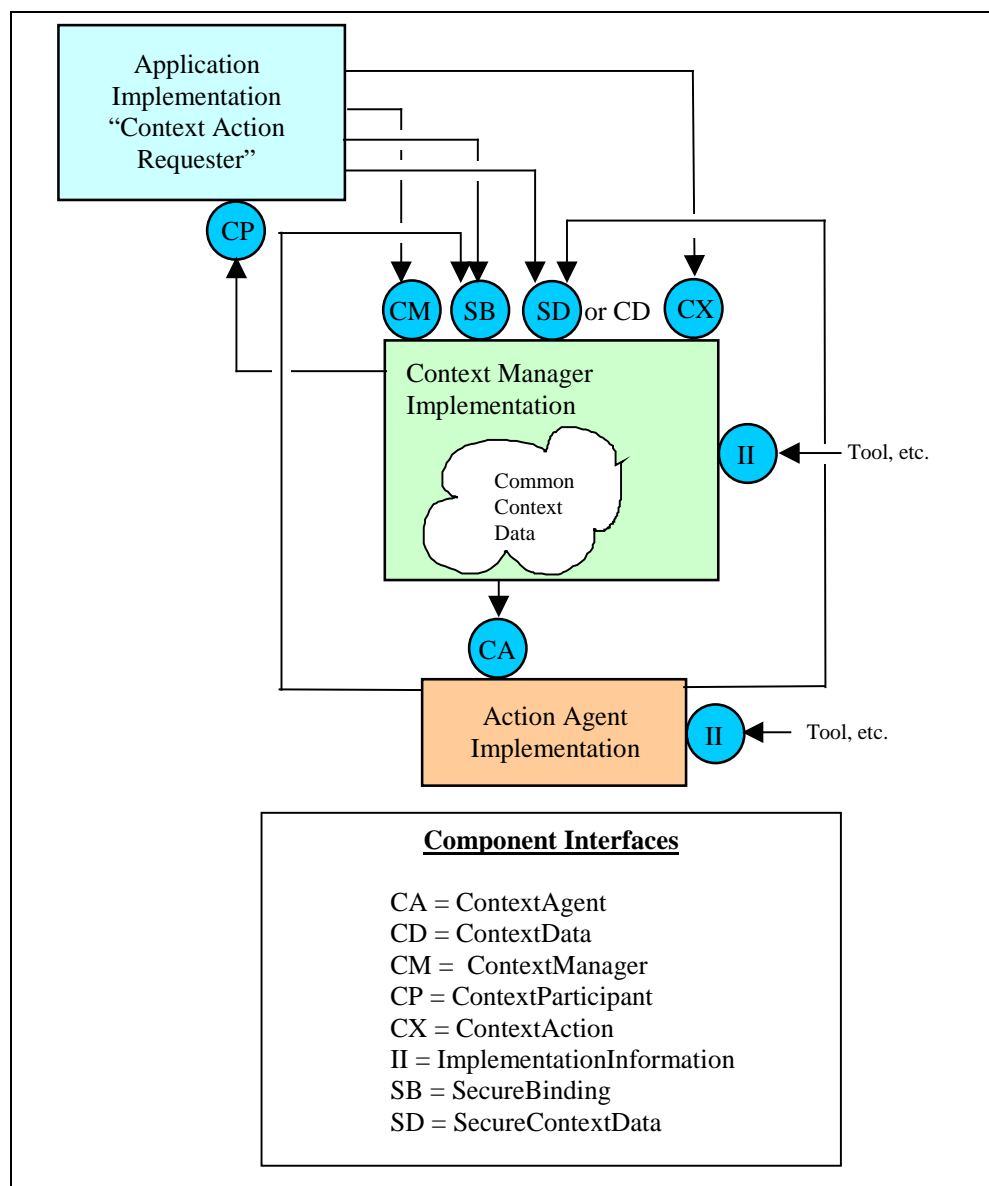 Application
Implementation
“Context Action
Requester”
CP
CM
SB
SD
or CD
CX
Context Manager
Implementation
Common
Context
Data
II
Tool, etc.
CA
Action Agent
Implementation
II
Tool, etc.
Component Interfaces
CA = ContextAgent
CD = ContextData
CM =  ContextManager
CP = ContextParticipant
CX = ContextAction
II = ImplementationInformation
SB = SecureBinding
SD = SecureContextData